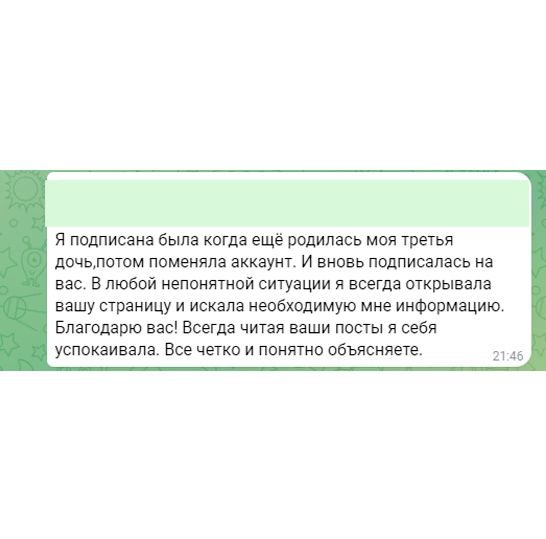 Я подписана была когда ещё родилась моя третья
дочь,потом поменяла аккаунт. И вновь подписалась на
вас. В любой непонятной ситуации я всегда открывала
вашу страницу и искала необходимую мне информацию.
Благодарю вас! Всегда читая ваши посты я себя
успокаивала. Все четко и понятно объясняете.
21:46